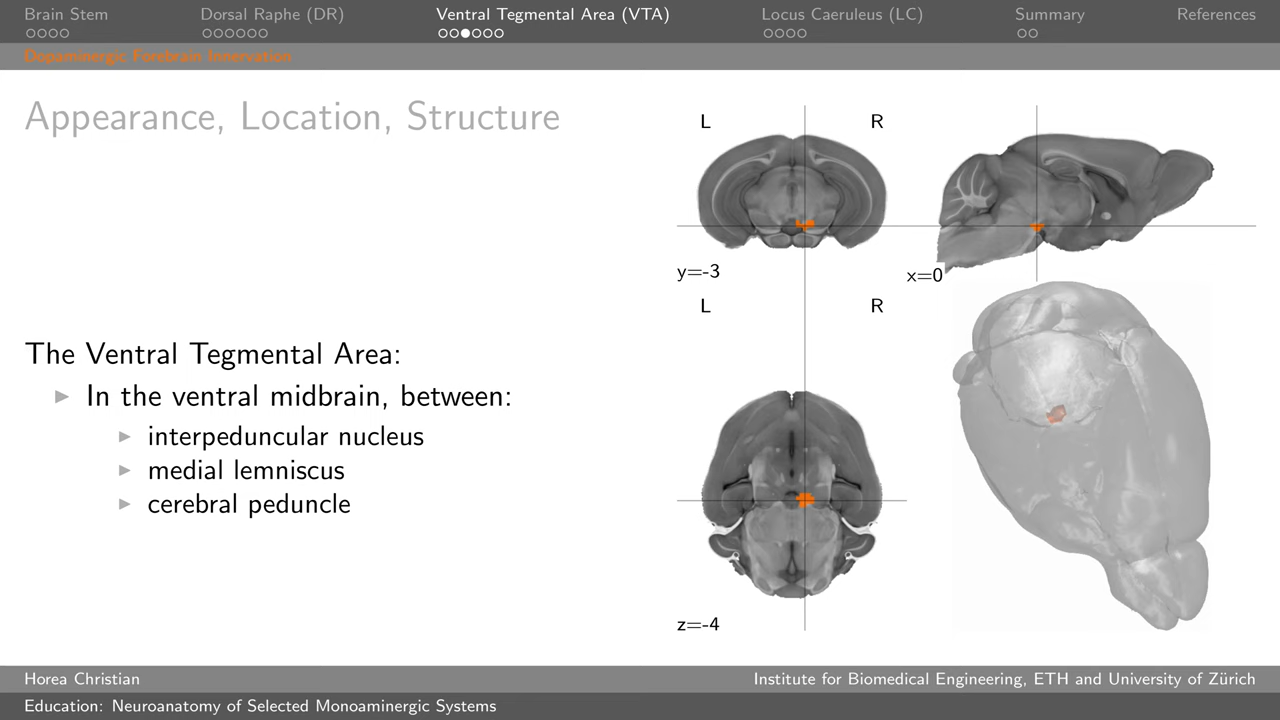 Brain Stem
Dorsal Raphe (DR)
Ventral Tegmental Area (VTA)
Locus Caeruleus (LC)
Summary
References
Dopaminergic Forebrain Innervation
Appearance, Location, Structure
The Ventral Tegmental Area:
In the ventral midbrain, between:
interpeduncular nucleus
medial lemniscus
cerebral peduncle
L R
y=-3
x=0
L R
z=-4
Horea Christian
Institute for Biomedical Engineering, ETH and University of Zürich
Education: Neuroanatomy of Selected Monoaminergic Systems